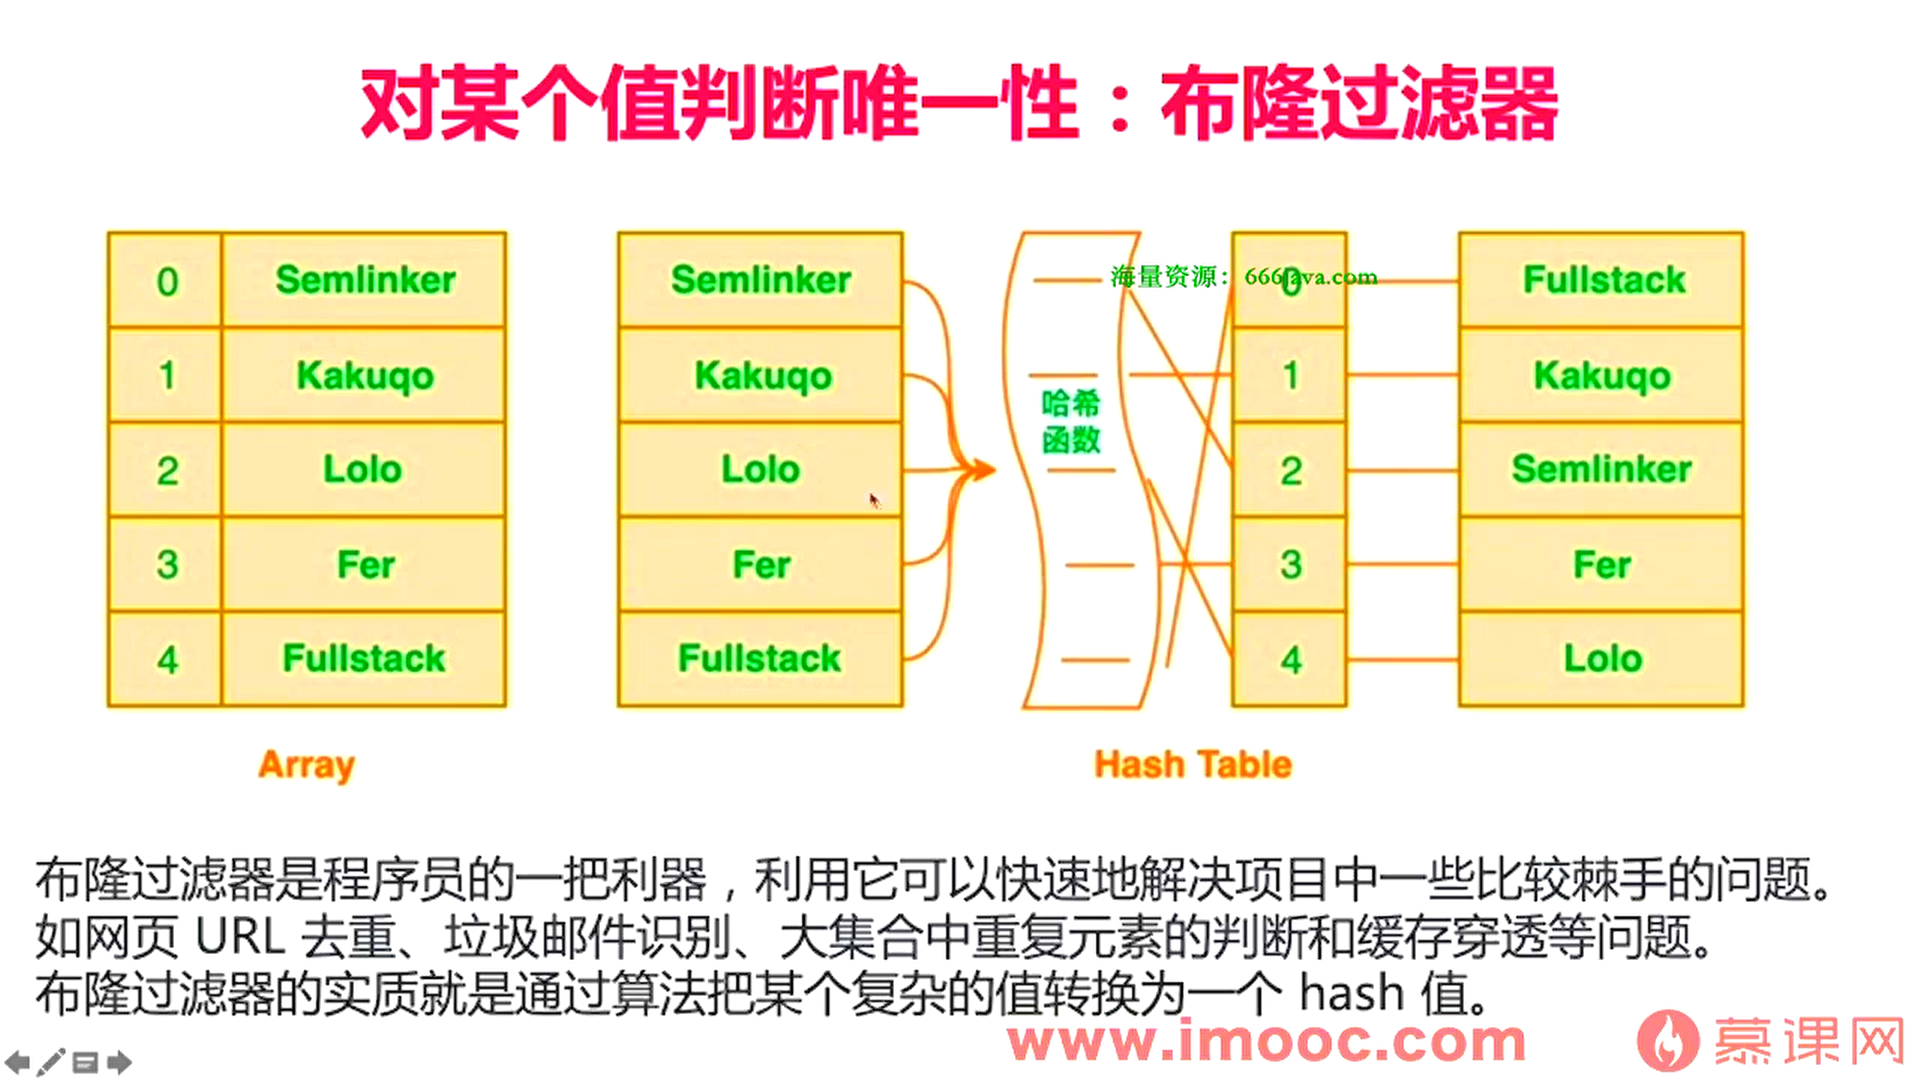 对某个值判断唯一性：布隆过滤器
0 Semlinker
1 Kakuqo
2 Lolo
3 Fer
4 Fullstack
Array
Semlinker
Kakuqo
Lolo
Fer
Fullstack
哈希
函数
海量资源：666java.com
0 Fullstack
1 Kakuqo
2 Semlinker
3 Fer
4 Lolo
Hash Table
布隆过滤器是程序员的一把利器，利用它可以快速地解决项目中一些比较棘手的问题。
如网页 URL 去重、垃圾邮件识别、大集合中重复元素的判断和缓存穿透等问题。
布隆过滤器的实质就是通过算法把某个复杂的值转换为一个 hash 值。
www.imooc.com
慕课网